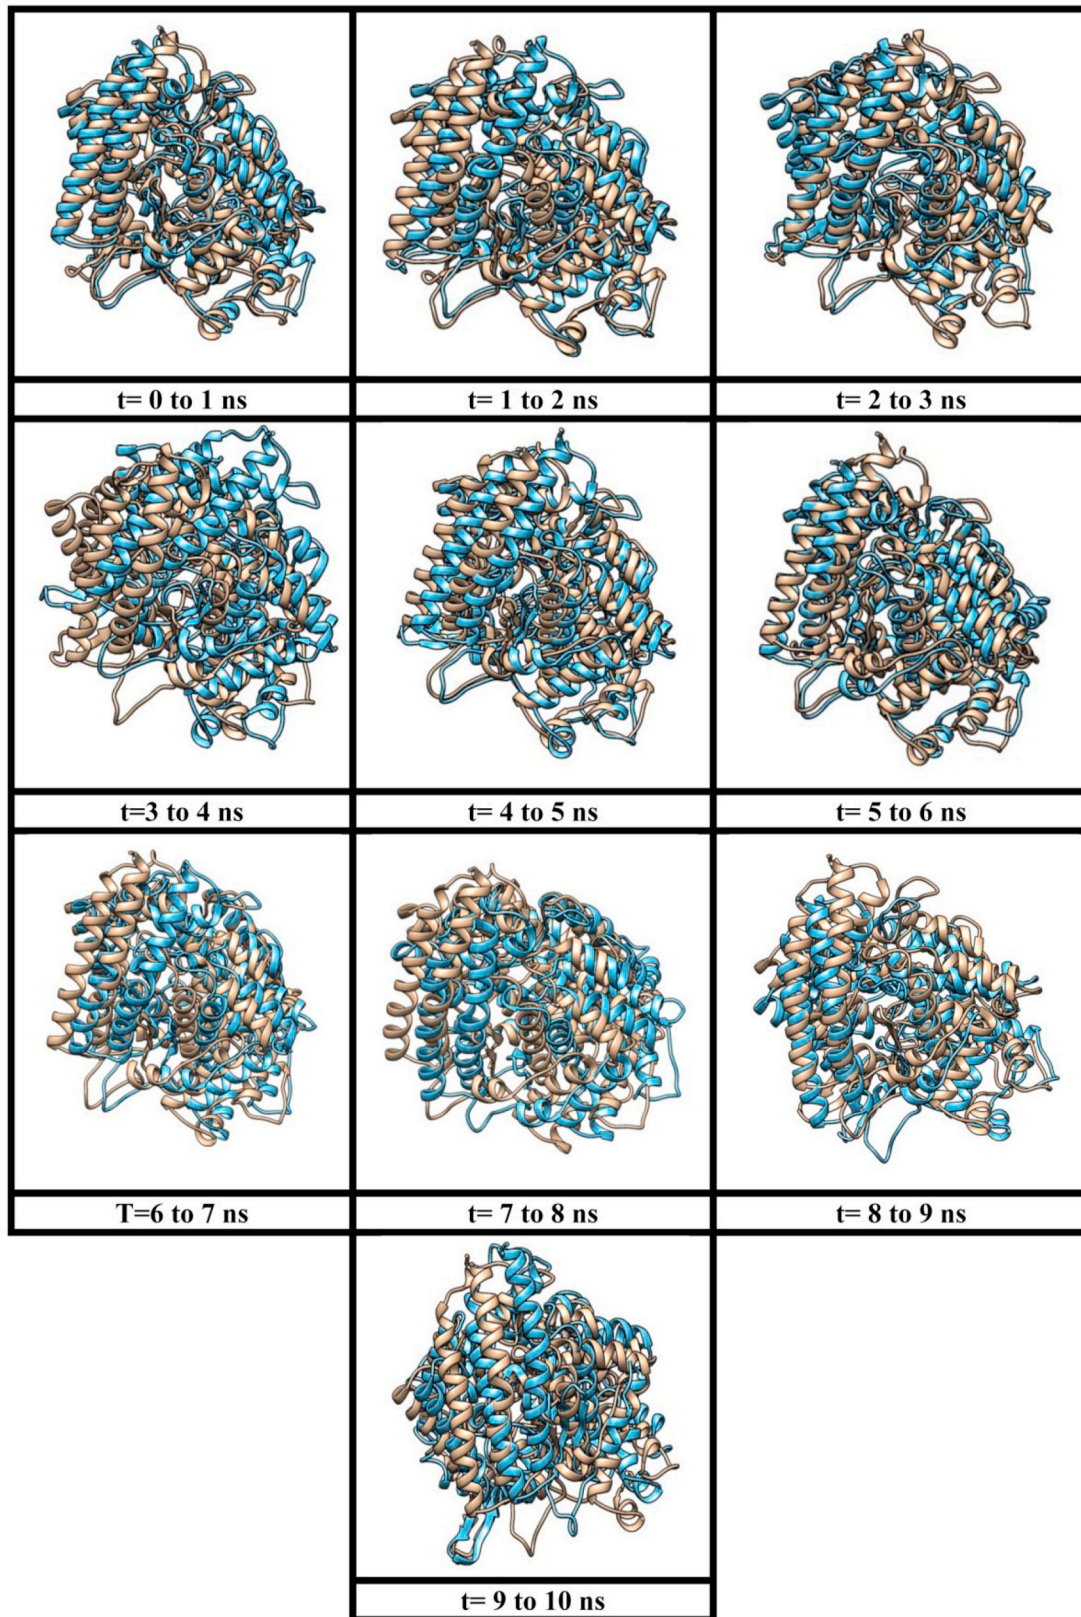 t= 0 to 1 ns
t= 1 to 2 ns
t= 2 to 3 ns
t=3 to 4 ns
t= 4 to 5 ns
t= 5 to 6 ns
T=6 to 7 ns
t= 7 to 8 ns
t= 8 to 9 ns
t= 9 to 10 ns